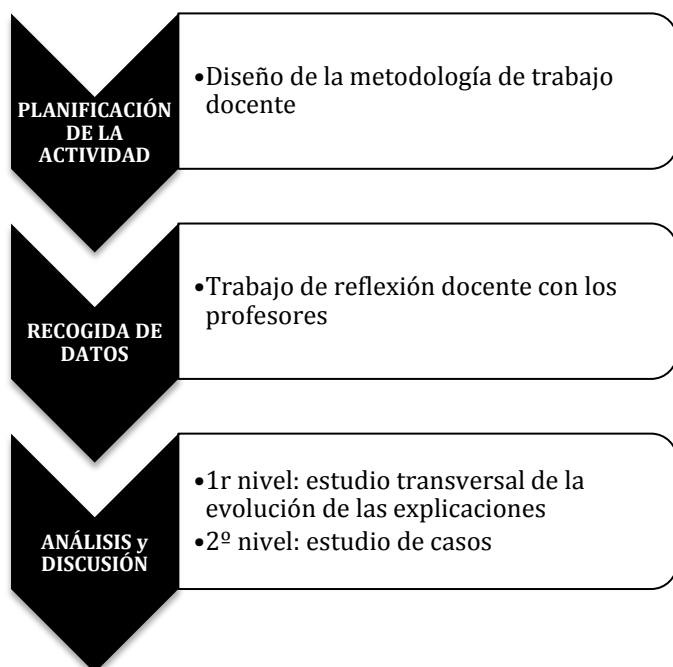 PLANIFICACIÓN
DE LA
ACTIVIDAD
•Diseño de la metodología de trabajo
docente
RECOGIDA DE
DATOS
•Trabajo de reflexión docente con los
profesores
ANÁLISIS y
DISCUSIÓN
•1r nivel: estudio transversal de la
evolución de las explicaciones
•2º nivel: estudio de casos